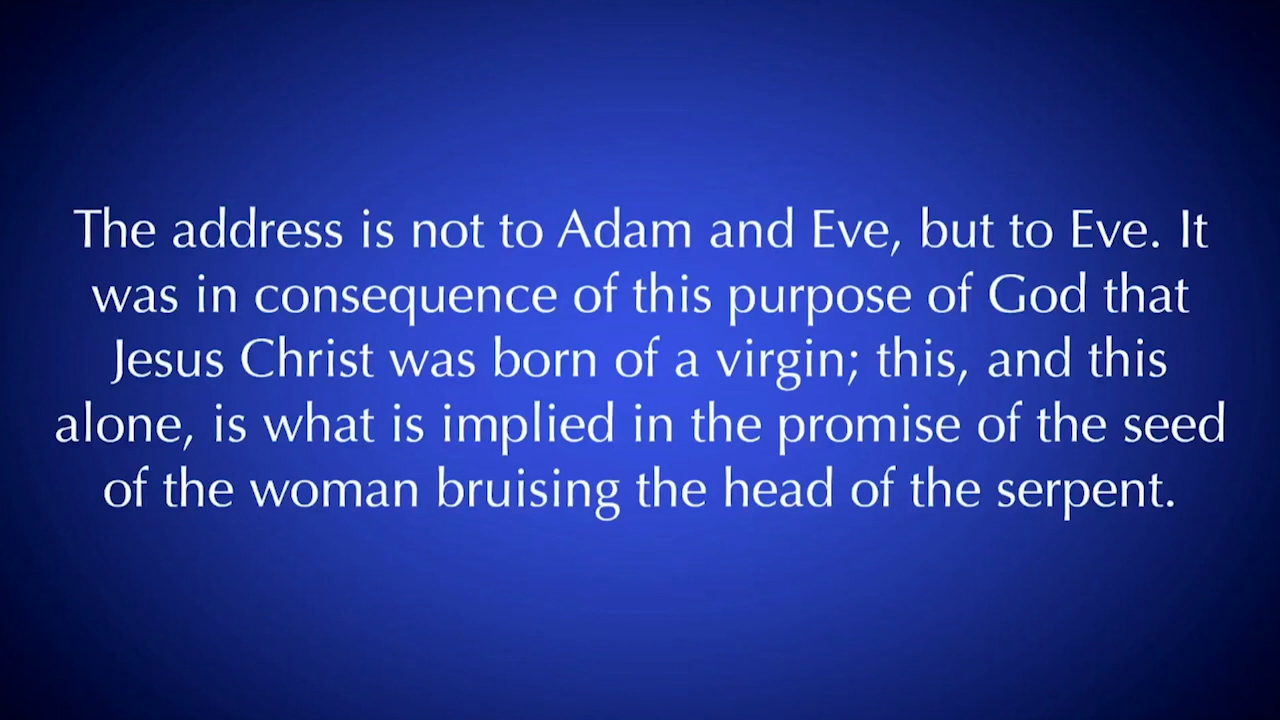 The address is not to Adam and Eve, but to Eve. It
was in consequence of this purpose of God that
Jesus Christ was born of a virgin; this, and this
alone, is what is implied in the promise of the seed
of the woman bruising the head of the serpent.